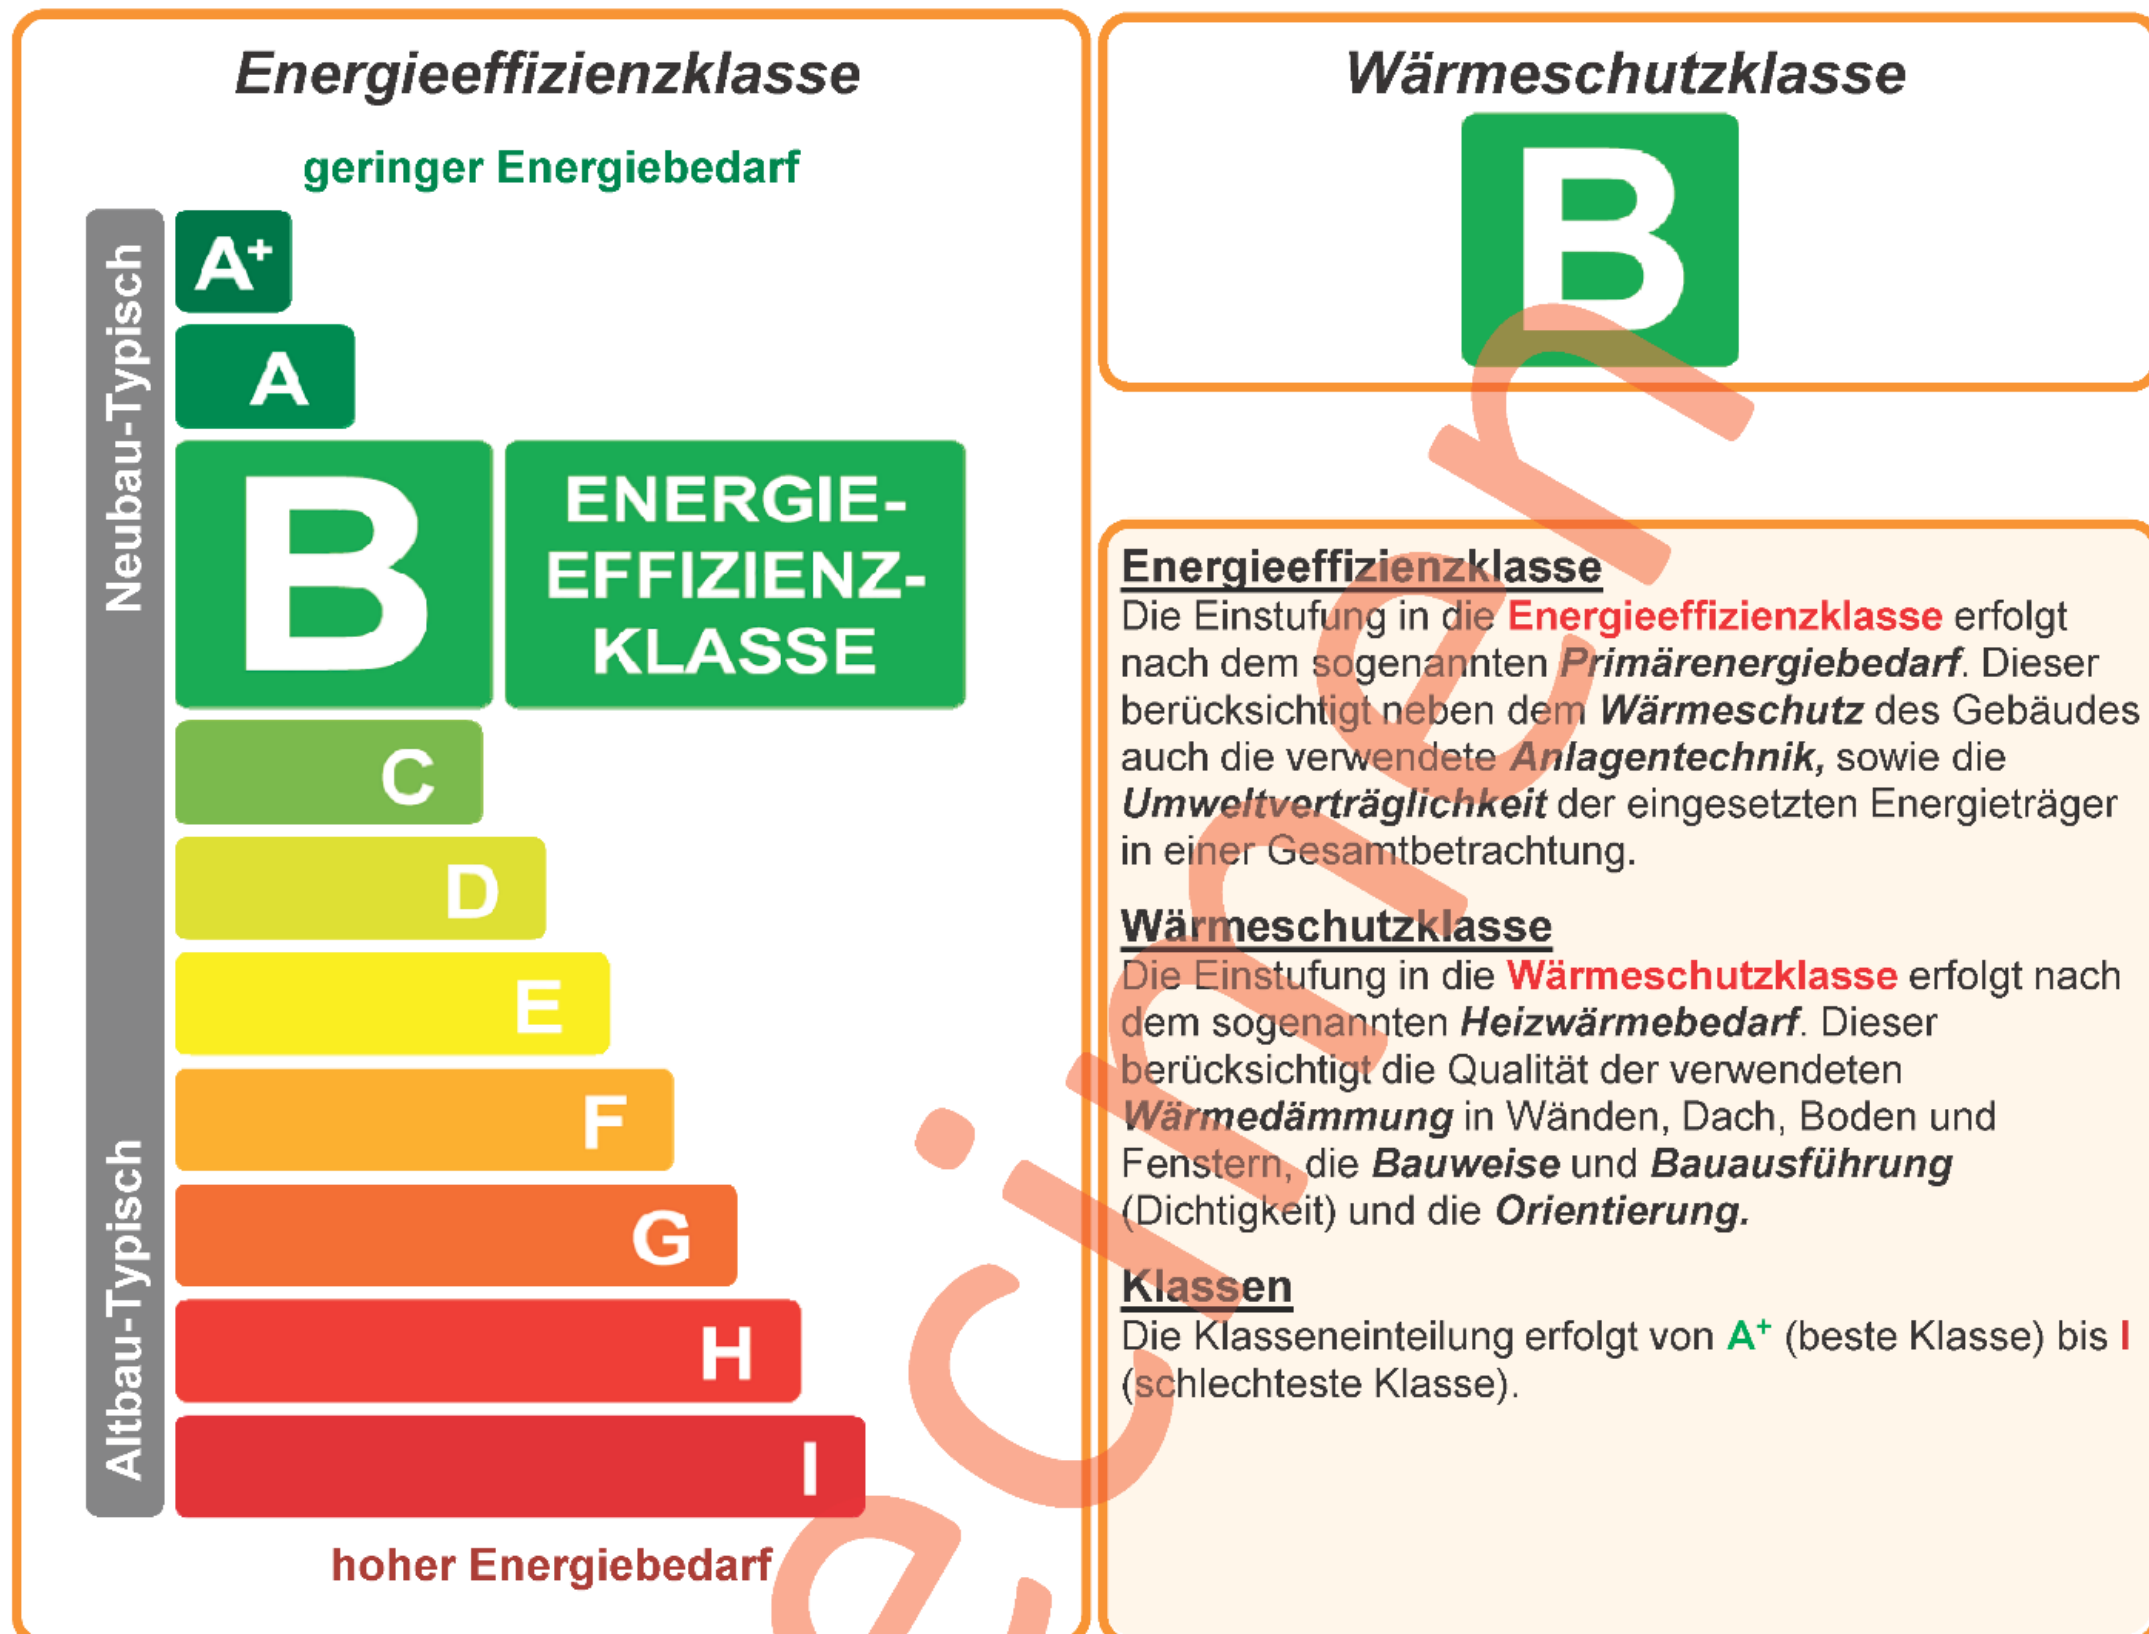 Energieeffizienzklasse
geringer Energiebedarf
Neubau-Typisch
Altbau-Typisch
A+
A
B
ENERGIE-
EFFIZIENZ-
KLASSE
C
D
E
F
G
H
I
hoher Energiebedarf
Wärmeschutzklasse
B
Energieeffizienzklasse
Die Einstufung in die Energieeffizienzklasse erfolgt
nach dem sogenannten Primärenergiebedarf. Dieser
berücksichtigt neben dem Wärmeschutz des Gebäudes
auch die verwendete Anlagentechnik, sowie die
Umweltverträglichkeit der eingesetzten Energieträger
in einer Gesamtbetrachtung.
Wärmeschutzklasse
Die Einstufung in die Wärmeschutzklasse erfolgt nach
dem sogenannten Heizwärmebedarf. Dieser
berücksichtigt die Qualität der verwendeten
Wärmedämmung in Wänden, Dach, Boden und
Fenstern, die Bauweise und Bauausführung
(Dichtigkeit) und die Orientierung.
Klassen
Die Klasseneinteilung erfolgt von A+ (beste Klasse) bis I
(schlechteste Klasse).
ecimen